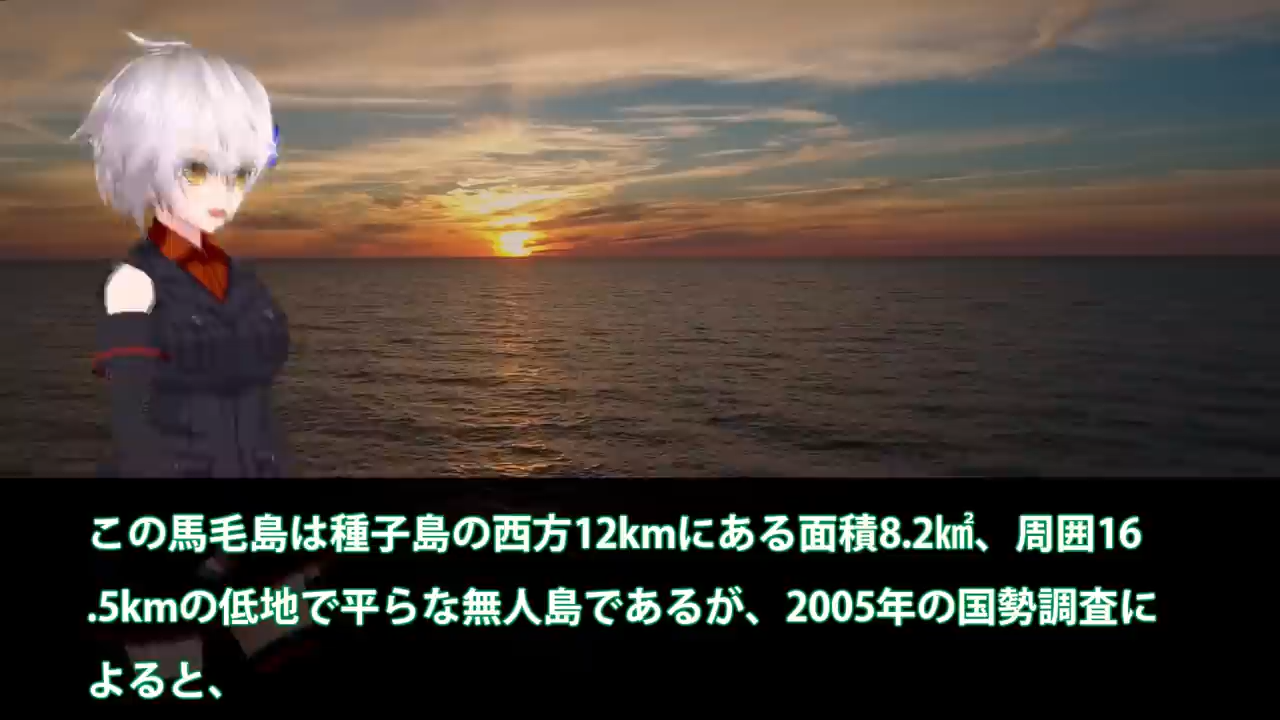 この馬毛島は種子島の西方12kmにある面積8.2㎢、周囲16
.5kmの低地で平らな無人島であるが、2005年の国勢調査に
よると、